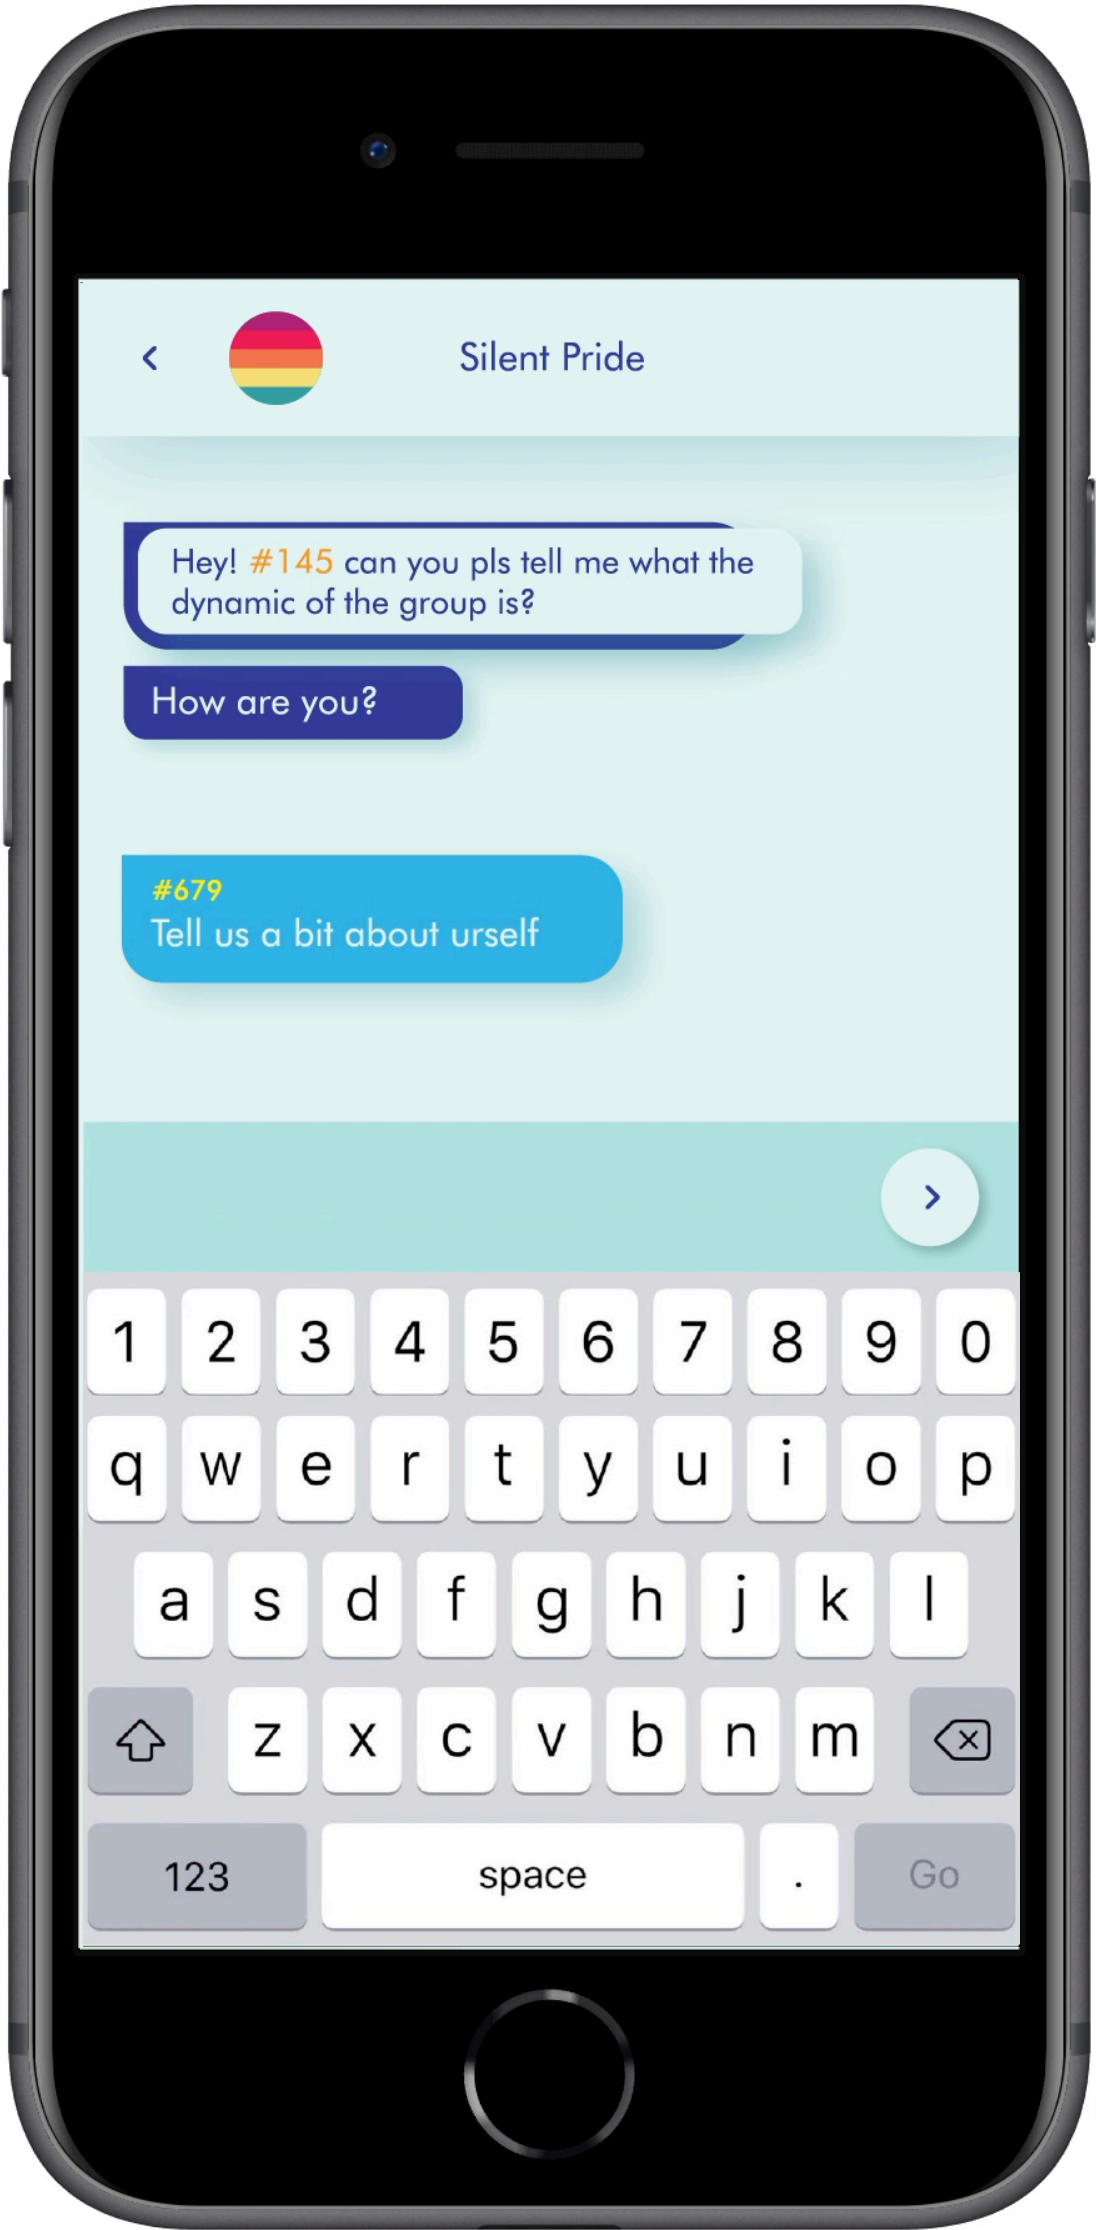 Silent Pride
Hey! #145 can you pls tell me what the
dynamic of the group is?
How are you?
#679
Tell us a bit about urself
1 2 3 4 5 6 7 8 9 0
q w e r t y u i o p
a s d f g h j k l
z x c v b n m
123 space . Go